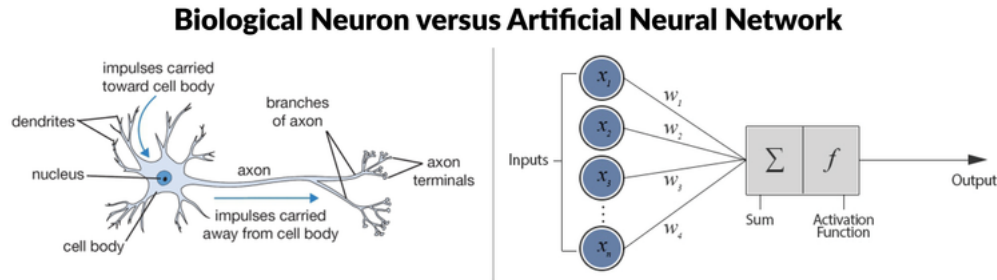 Biological Neuron versus Artificial Neural Network
impulses carried
toward cell body
dendrites
nucleus
cell body
axon
impulses carried
away from cell body
branches
of axon
axon
terminals
Inputs
x₁
x₂
x₃
xₙ
w₁
w₂
w₃
w₄
Σ
f
Sum
Activation
Function
Output